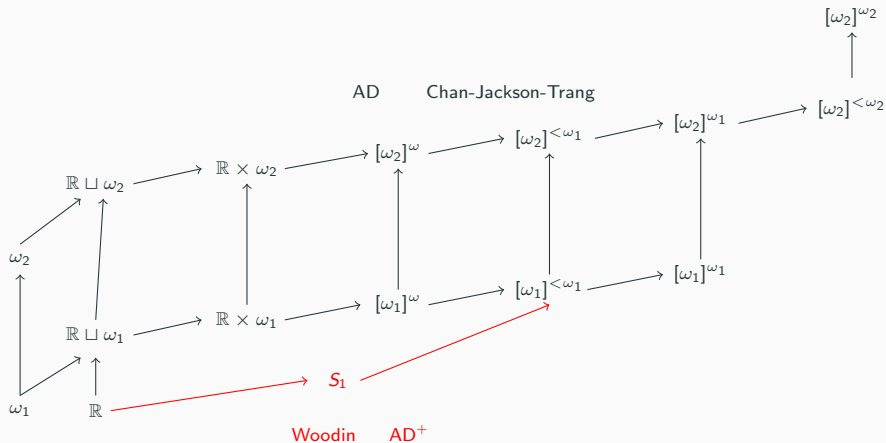 [ω₂]^ω₂
AD Chan-Jackson-Trang
[ω₂]^<ω₂
[ω₂]^ω₁
[ω₂]^<ω₁
[ω₂]^ω
ℝ × ω₂
ℝ ⊔ ω₂
ω₂
[ω₁]^ω₁
[ω₁]^<ω₁
[ω₁]^ω
ℝ × ω₁
ℝ ⊔ ω₁
S₁
ω₁ ℝ
Woodin AD⁺